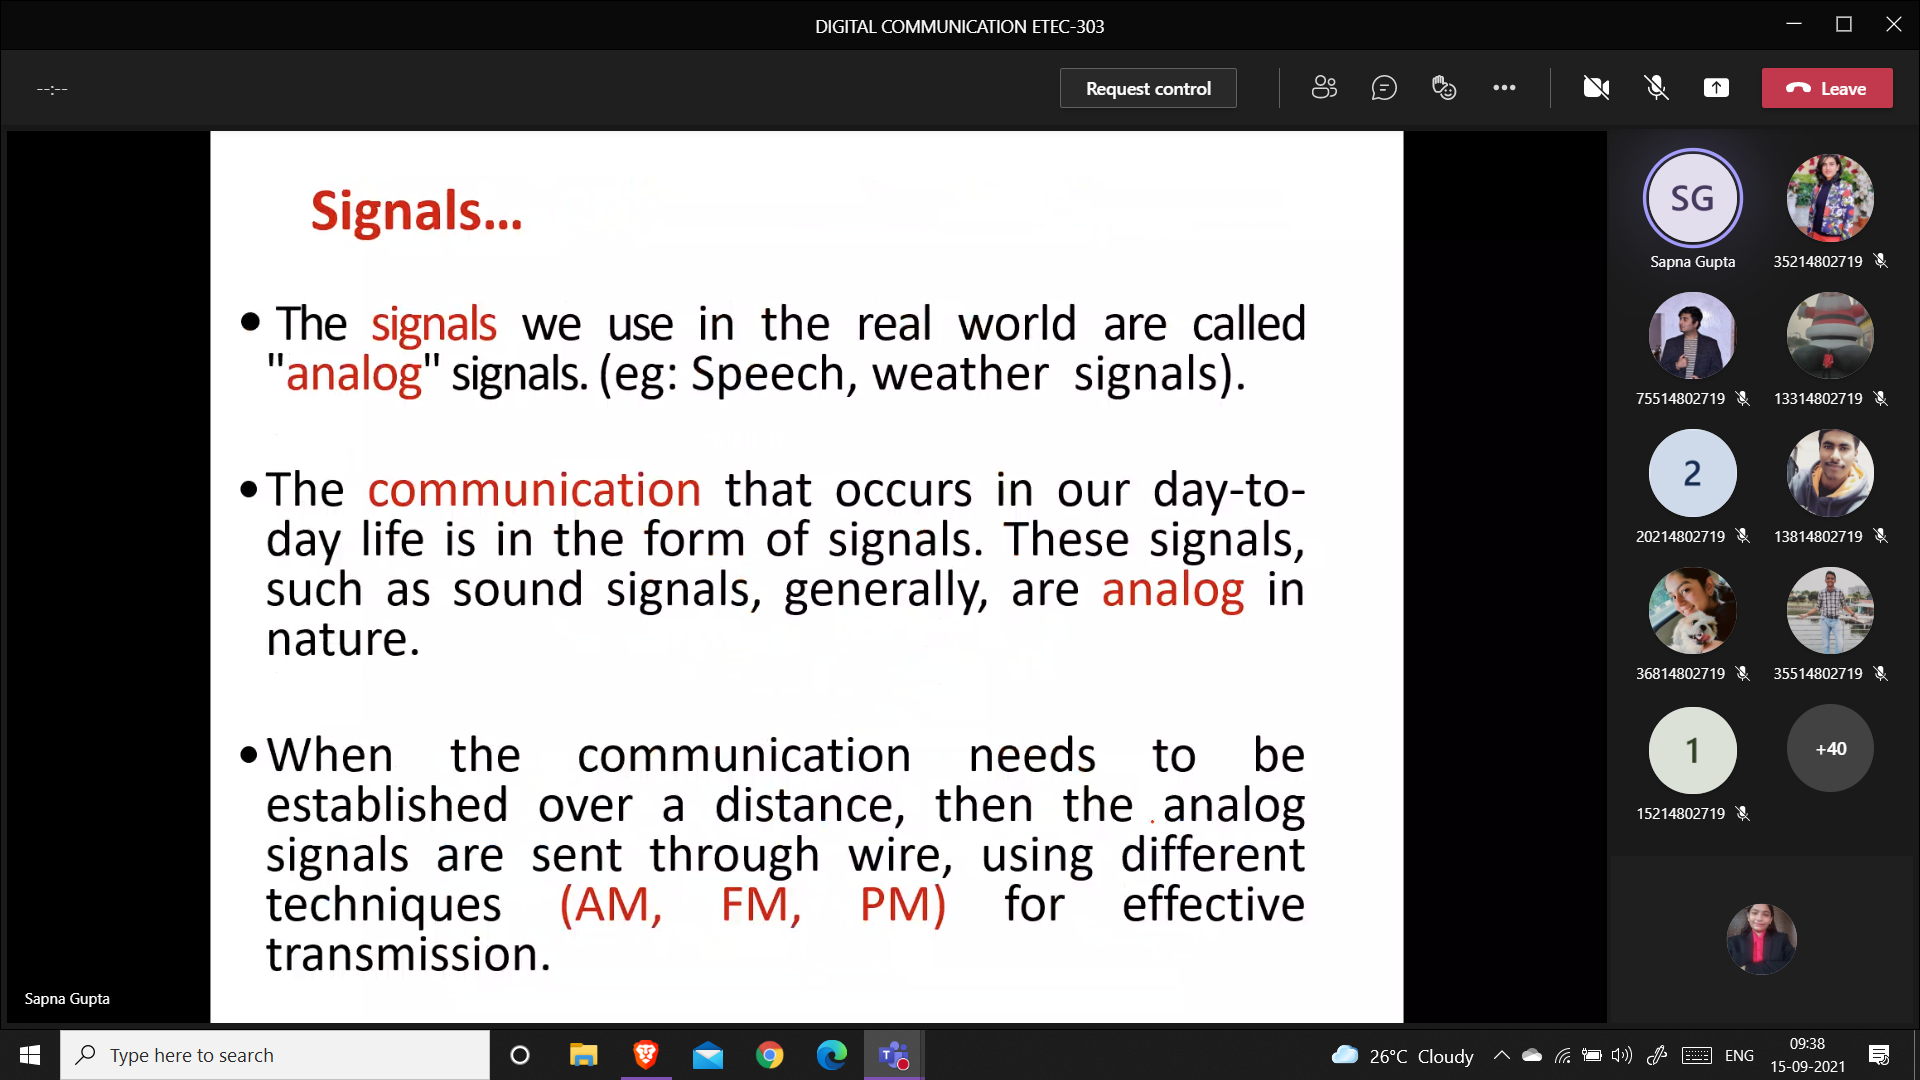 DIGITAL COMMUNICATION ETEC-303
--:--
Request control
Leave
Signals...
• The signals we use in the real world are called
"analog" signals. (eg: Speech, weather signals).
•The communication that occurs in our day-to-
day life is in the form of signals. These signals,
such as sound signals, generally, are analog in
nature.
•When the communication needs to be
established over a distance, then the analog
signals are sent through wire, using different
techniques (AM, FM, PM) for effective
transmission.
Sapna Gupta
SG
Sapna Gupta
35214802719
75514802719
13314802719
2
20214802719
13814802719
36814802719
35514802719
1
15214802719
+40
Type here to search
26°C Cloudy
ENG
09:38
15-09-2021